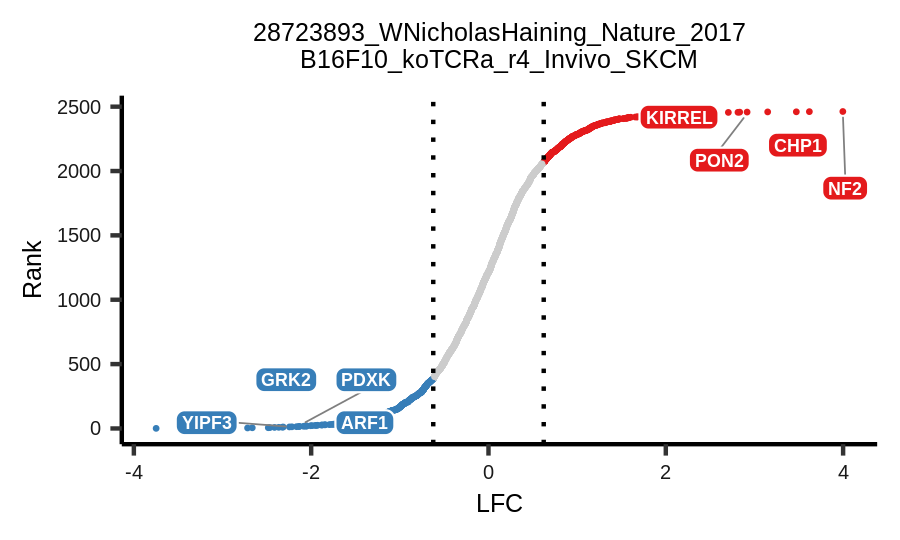 28723893_WNicholasHaining_Nature_2017
B16F10_koTCRa_r4_Invivo_SKCM
2500
2000
1500
1000
500
0
Rank
KIRREL
PON2
CHP1
NF2
GRK2
PDXK
YIPF3
ARF1
-4
-2
0
2
4
LFC